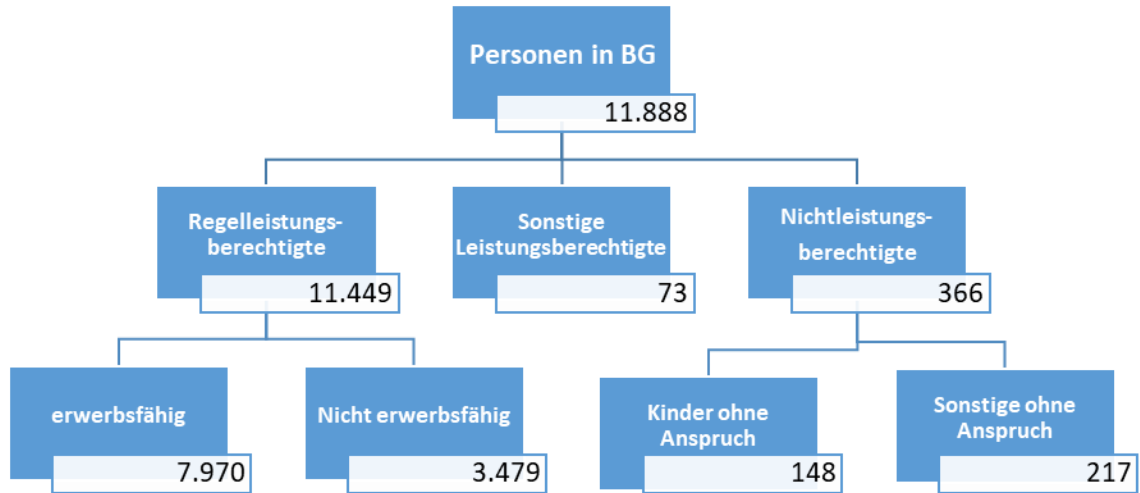 Personen in BG
11.888
Regelleistungs-
berechtigte
11.449
Sonstige
Leistungsberechtigte
73
Nichtleistungs-
berechtigte
366
erwerbsfähig
7.970
Nicht erwerbsfähig
3.479
Kinder ohne
Anspruch
148
Sonstige ohne
Anspruch
217